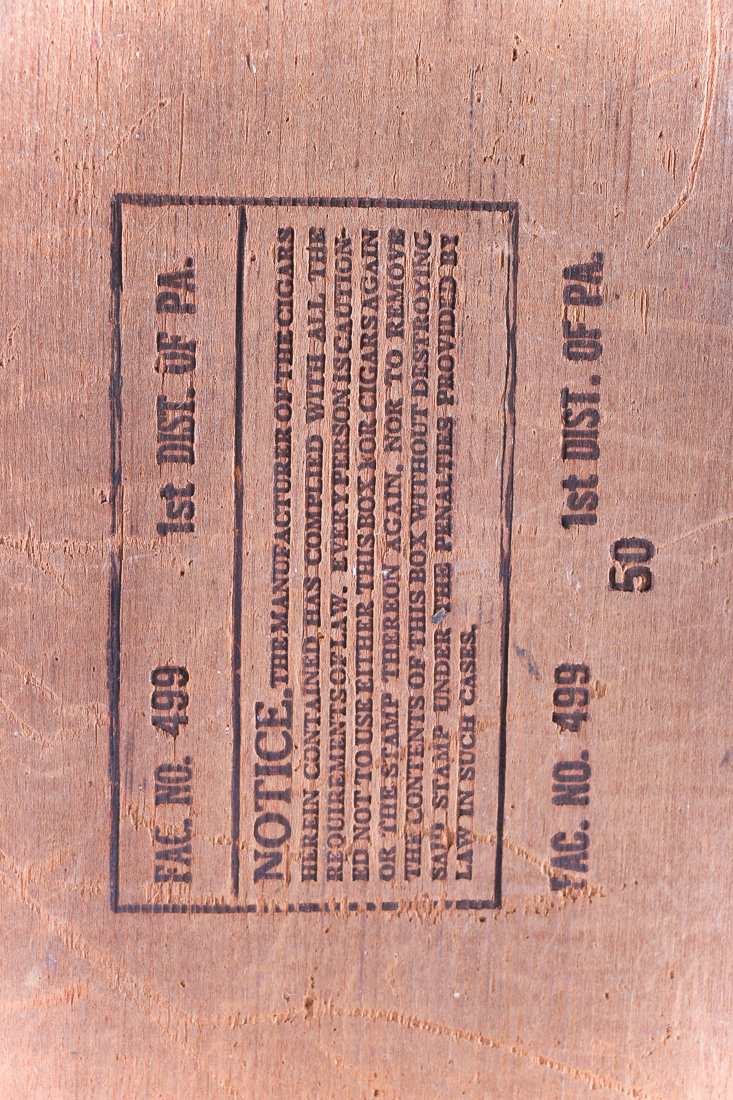 FAC. NO. 499 1st DIST. OF PA.
NOTICE. THE MANUFACTURER OF THE CIGARS
HEREIN CONTAINED HAS COMPLIED WITH ALL THE
REQUIREMENTS OF LAW. EVERY PERSON IS CAUTION-
ED NOT TO USE EITHER THIS BOX FOR CIGARS AGAIN
OR THE STAMP THEREON AGAIN, NOR TO REMOVE
THE CONTENTS OF THIS BOX WITHOUT DESTROYING
SAID STAMP UNDER THE PENALTIES PROVIDED BY
LAW IN SUCH CASES.
FAC. NO. 499 1st DIST. OF PA.
50